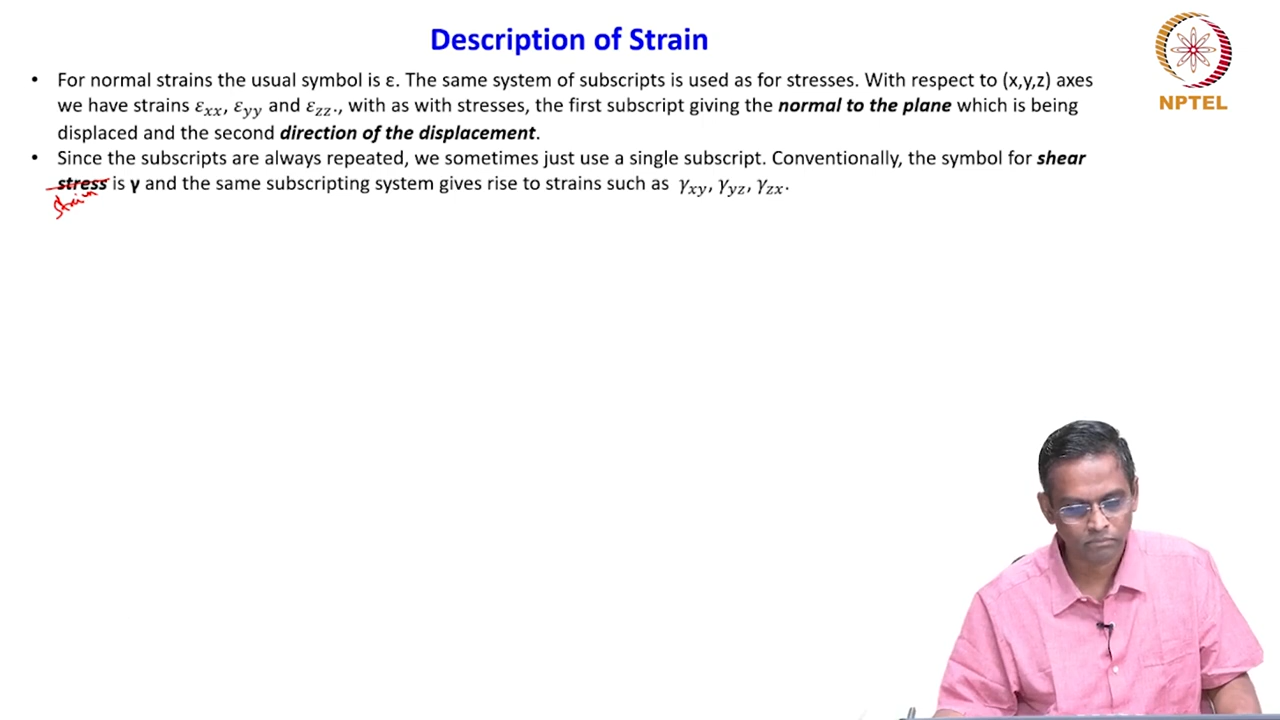 Description of Strain
NPTEL
• For normal strains the usual symbol is ε. The same system of subscripts is used as for stresses. With respect to (x,y,z) axes
we have strains εxx, εyy and εzz., with as with stresses, the first subscript giving the normal to the plane which is being
displaced and the second direction of the displacement.
• Since the subscripts are always repeated, we sometimes just use a single subscript. Conventionally, the symbol for shear
stress is γ and the same subscripting system gives rise to strains such as γxy, γyz, γzx.
Strain